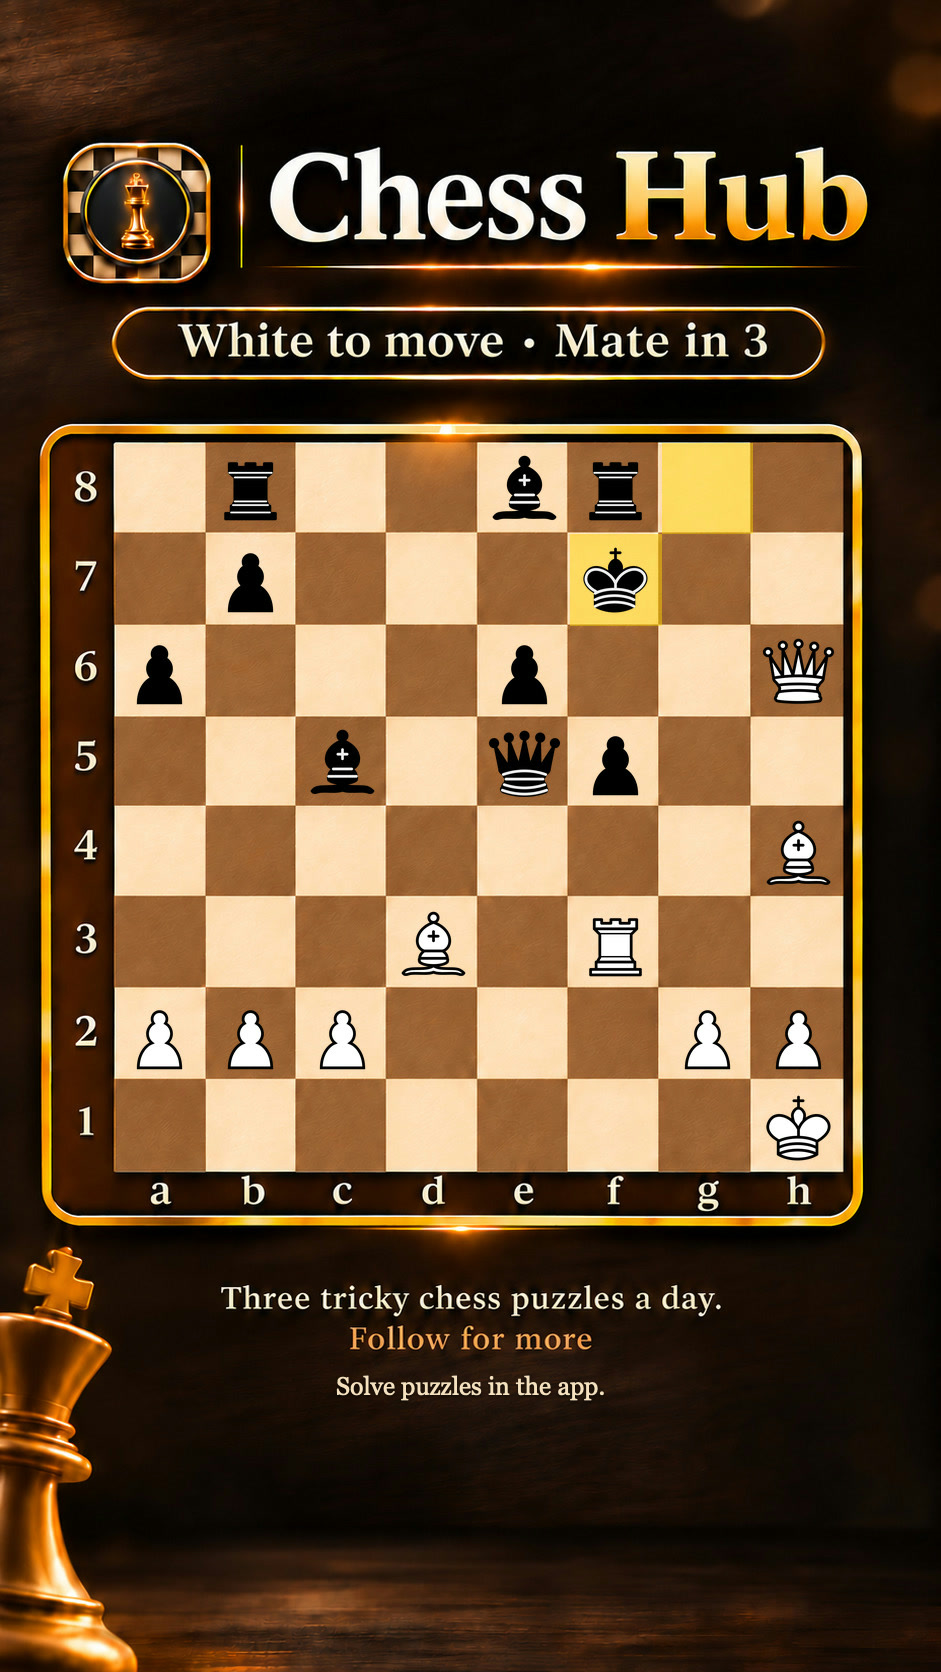 Chess Hub
White to move • Mate in 3
8
7
6
5
4
3
2
1
a b c d e f g h
Three tricky chess puzzles a day.
Follow for more
Solve puzzles in the app.